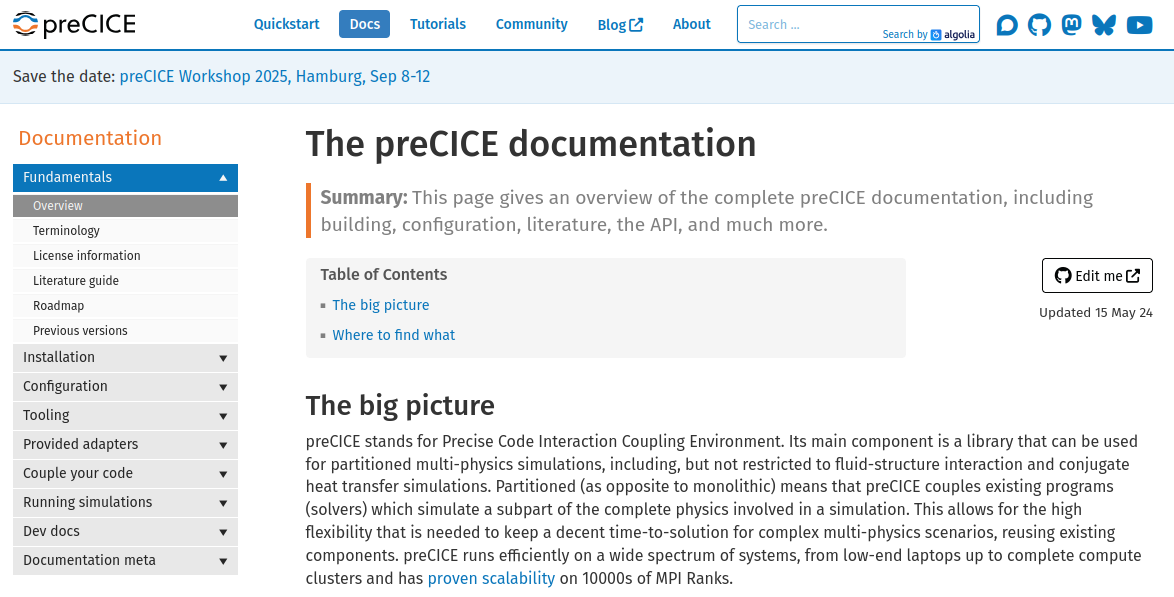 preCICE
Quickstart Docs Tutorials Community Blog About
Search ...
Search by algolia
Save the date: preCICE Workshop 2025, Hamburg, Sep 8-12
Documentation
Fundamentals
Overview
Terminology
License information
Literature guide
Roadmap
Previous versions
Installation
Configuration
Tooling
Provided adapters
Couple your code
Running simulations
Dev docs
Documentation meta
The preCICE documentation
Summary: This page gives an overview of the complete preCICE documentation, including
building, configuration, literature, the API, and much more.
Table of Contents
The big picture
Where to find what
Edit me
Updated 15 May 24
The big picture
preCICE stands for Precise Code Interaction Coupling Environment. Its main component is a library that can be used
for partitioned multi-physics simulations, including, but not restricted to fluid-structure interaction and conjugate
heat transfer simulations. Partitioned (as opposed to monolithic) means that preCICE couples existing programs
(solvers) which simulate a subpart of the complete physics involved in a simulation. This allows for the high
flexibility that is needed to keep a decent time-to-solution for complex multi-physics scenarios, reusing existing
components. preCICE runs efficiently on a wide spectrum of systems, from low-end laptops up to complete compute
clusters and has proven scalability on 10000s of MPI Ranks.